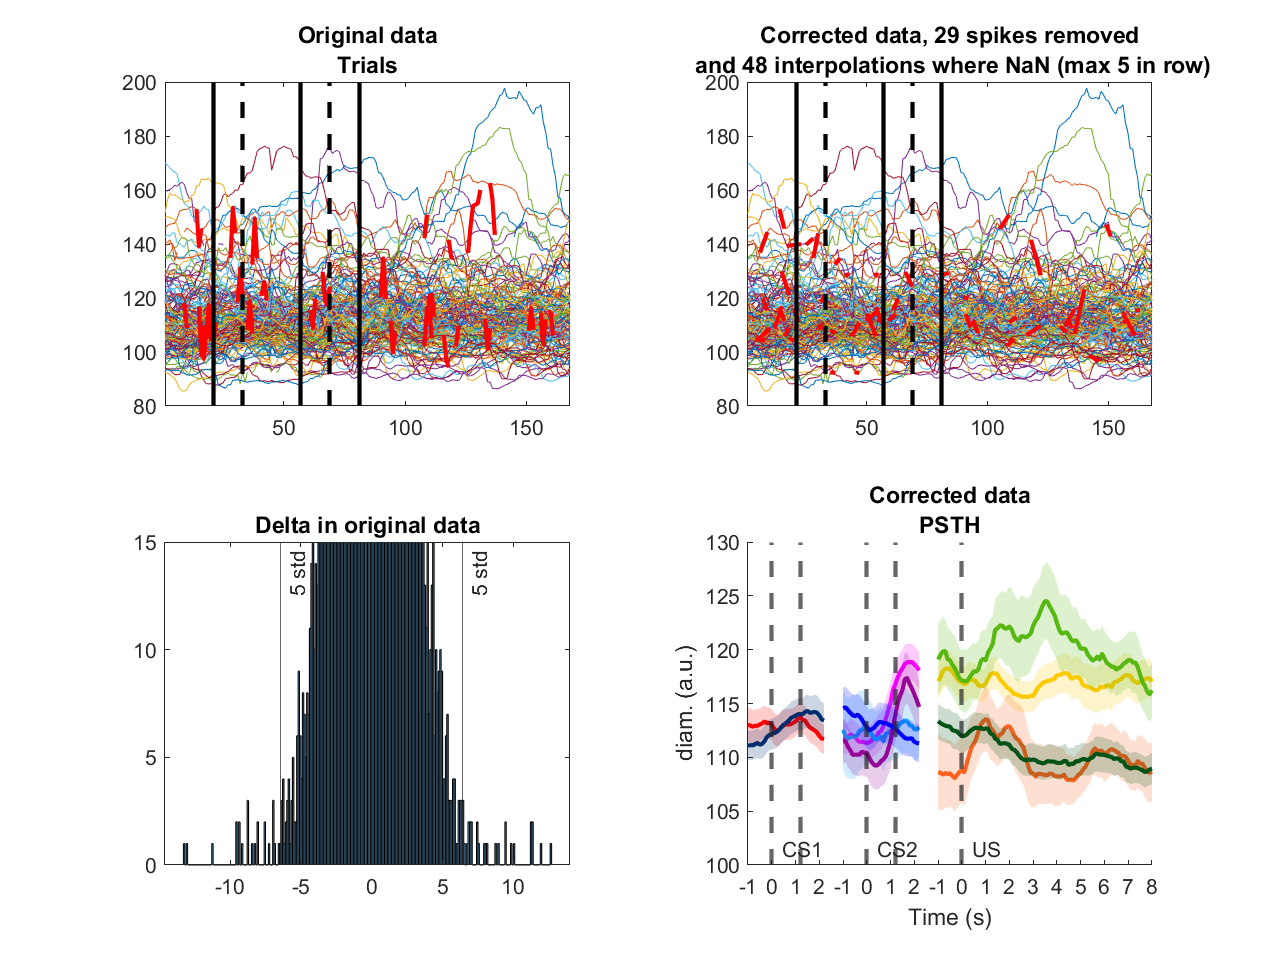 Original data
Trials
200
180
160
140
120
100
80
50
100
150
Corrected data, 29 spikes removed
and 48 interpolations where NaN (max 5 in row)
200
180
160
140
120
100
80
50
100
150
Delta in original data
15
10
5
0
-10
-5
0
5
10
5 std
5 std
Corrected data
PSTH
130
125
120
115
110
105
100
diam. (a.u.)
CS1
CS2
US
-1 0 1 2 -1 0 1 2 -1 0 1 2 3 4 5 6 7 8
Time (s)